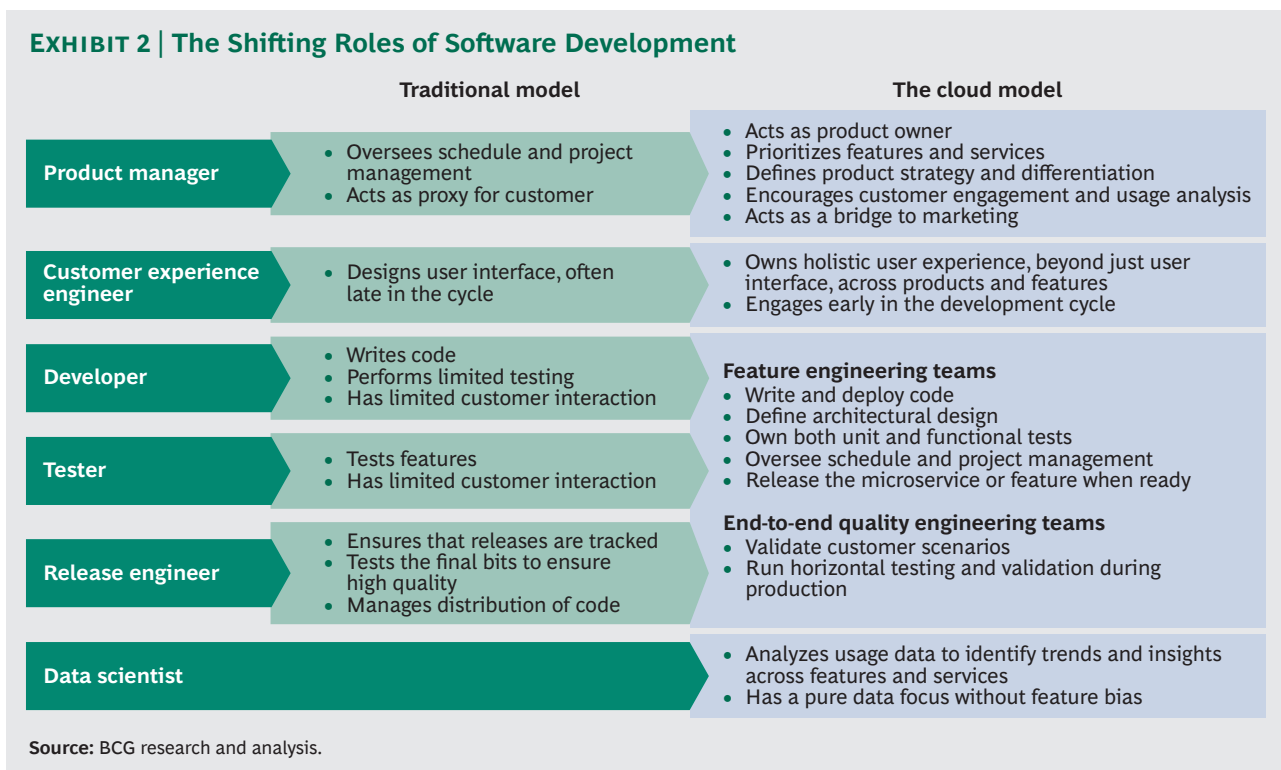 EXHIBIT 2 | The Shifting Roles of Software Development
Traditional model
The cloud model
Product manager
• Oversees schedule and project
management
• Acts as proxy for customer
• Acts as product owner
• Prioritizes features and services
• Defines product strategy and differentiation
• Encourages customer engagement and usage analysis
• Acts as a bridge to marketing
Customer experience
engineer
• Designs user interface, often
late in the cycle
• Owns holistic user experience, beyond just user
interface, across products and features
• Engages early in the development cycle
Developer
• Writes code
• Performs limited testing
• Has limited customer interaction
Tester
• Tests features
• Has limited customer interaction
Release engineer
• Ensures that releases are tracked
• Tests the final bits to ensure
high quality
• Manages distribution of code
Feature engineering teams
• Write and deploy code
• Define architectural design
• Own both unit and functional tests
• Oversee schedule and project management
• Release the microservice or feature when ready
End-to-end quality engineering teams
• Validate customer scenarios
• Run horizontal testing and validation during
production
Data scientist
• Analyzes usage data to identify trends and insights
across features and services
• Has a pure data focus without feature bias
Source: BCG research and analysis.